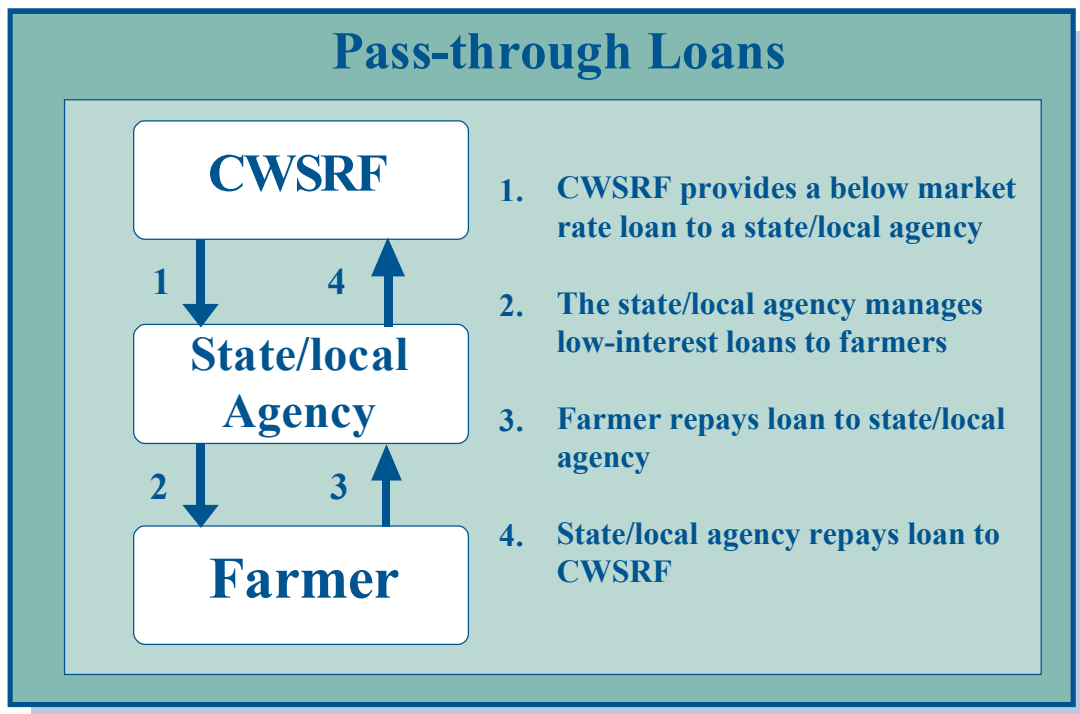 Pass-through Loans
CWSRF
1 4
State/local
Agency
2 3
Farmer
1. CWSRF provides a below market
rate loan to a state/local agency
2. The state/local agency manages
low-interest loans to farmers
3. Farmer repays loan to state/local
agency
4. State/local agency repays loan to
CWSRF